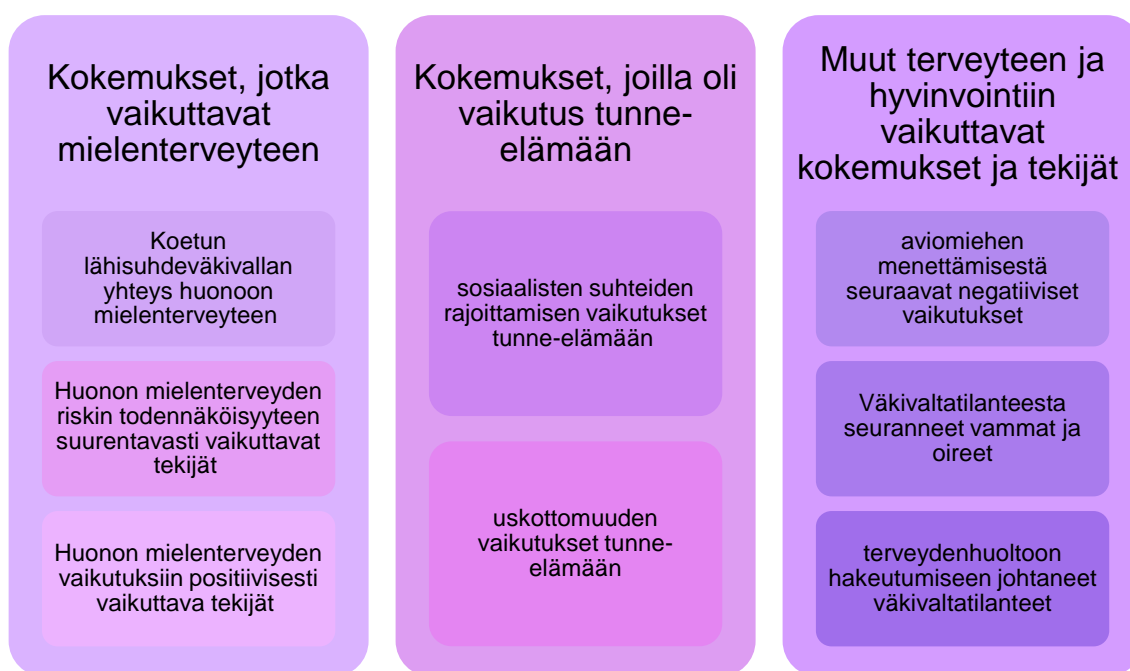 Kokemukset, jotka
vaikuttavat
mielenterveyteen
Koetun
lähisuhdeväkivallan
yhteys huonoon
mielenterveyteen
Huonon mielenterveyden
riskin todennäköisyyteen
suurentavasti vaikuttavat
tekijät
Huonon mielenterveyden
vaikutuksiin positiivisesti
vaikuttava tekijät
Kokemukset, joilla oli
vaikutus tunne-
elämään
sosiaalisten suhteiden
rajoittamisen vaikutukset
tunne-elämään
uskottomuuden
vaikutukset tunne-
elämään
Muut terveyteen ja
hyvinvointiin
vaikuttavat
kokemukset ja tekijät
aviomiehen
menettämisestä
seuraavat negatiiviset
vaikutukset
Väkivaltatilanteesta
seuranneet vammat ja
oireet
terveydenhuoltoon
hakeutumiseen johtaneet
väkivaltatilanteet